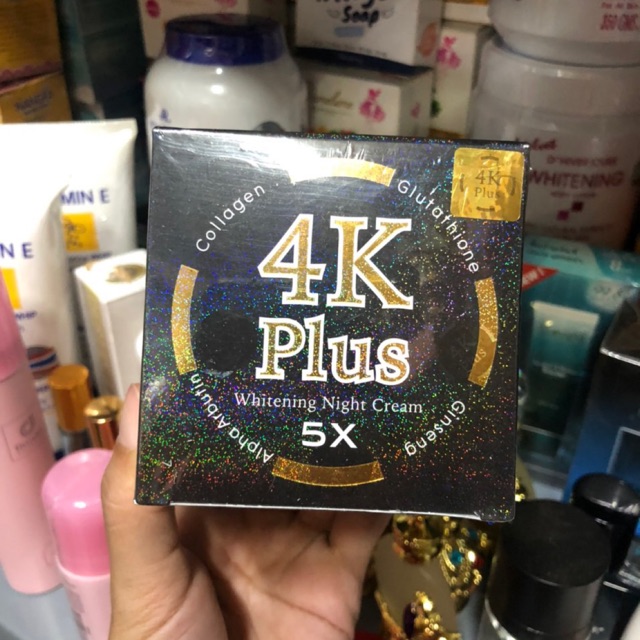 Soap
MIN E
N E
WHITENING
Collagen
Glutathione
4K
Plus
4K
Plus
Whitening Night Cream
5X
Alpha Arbutin
Ginseng